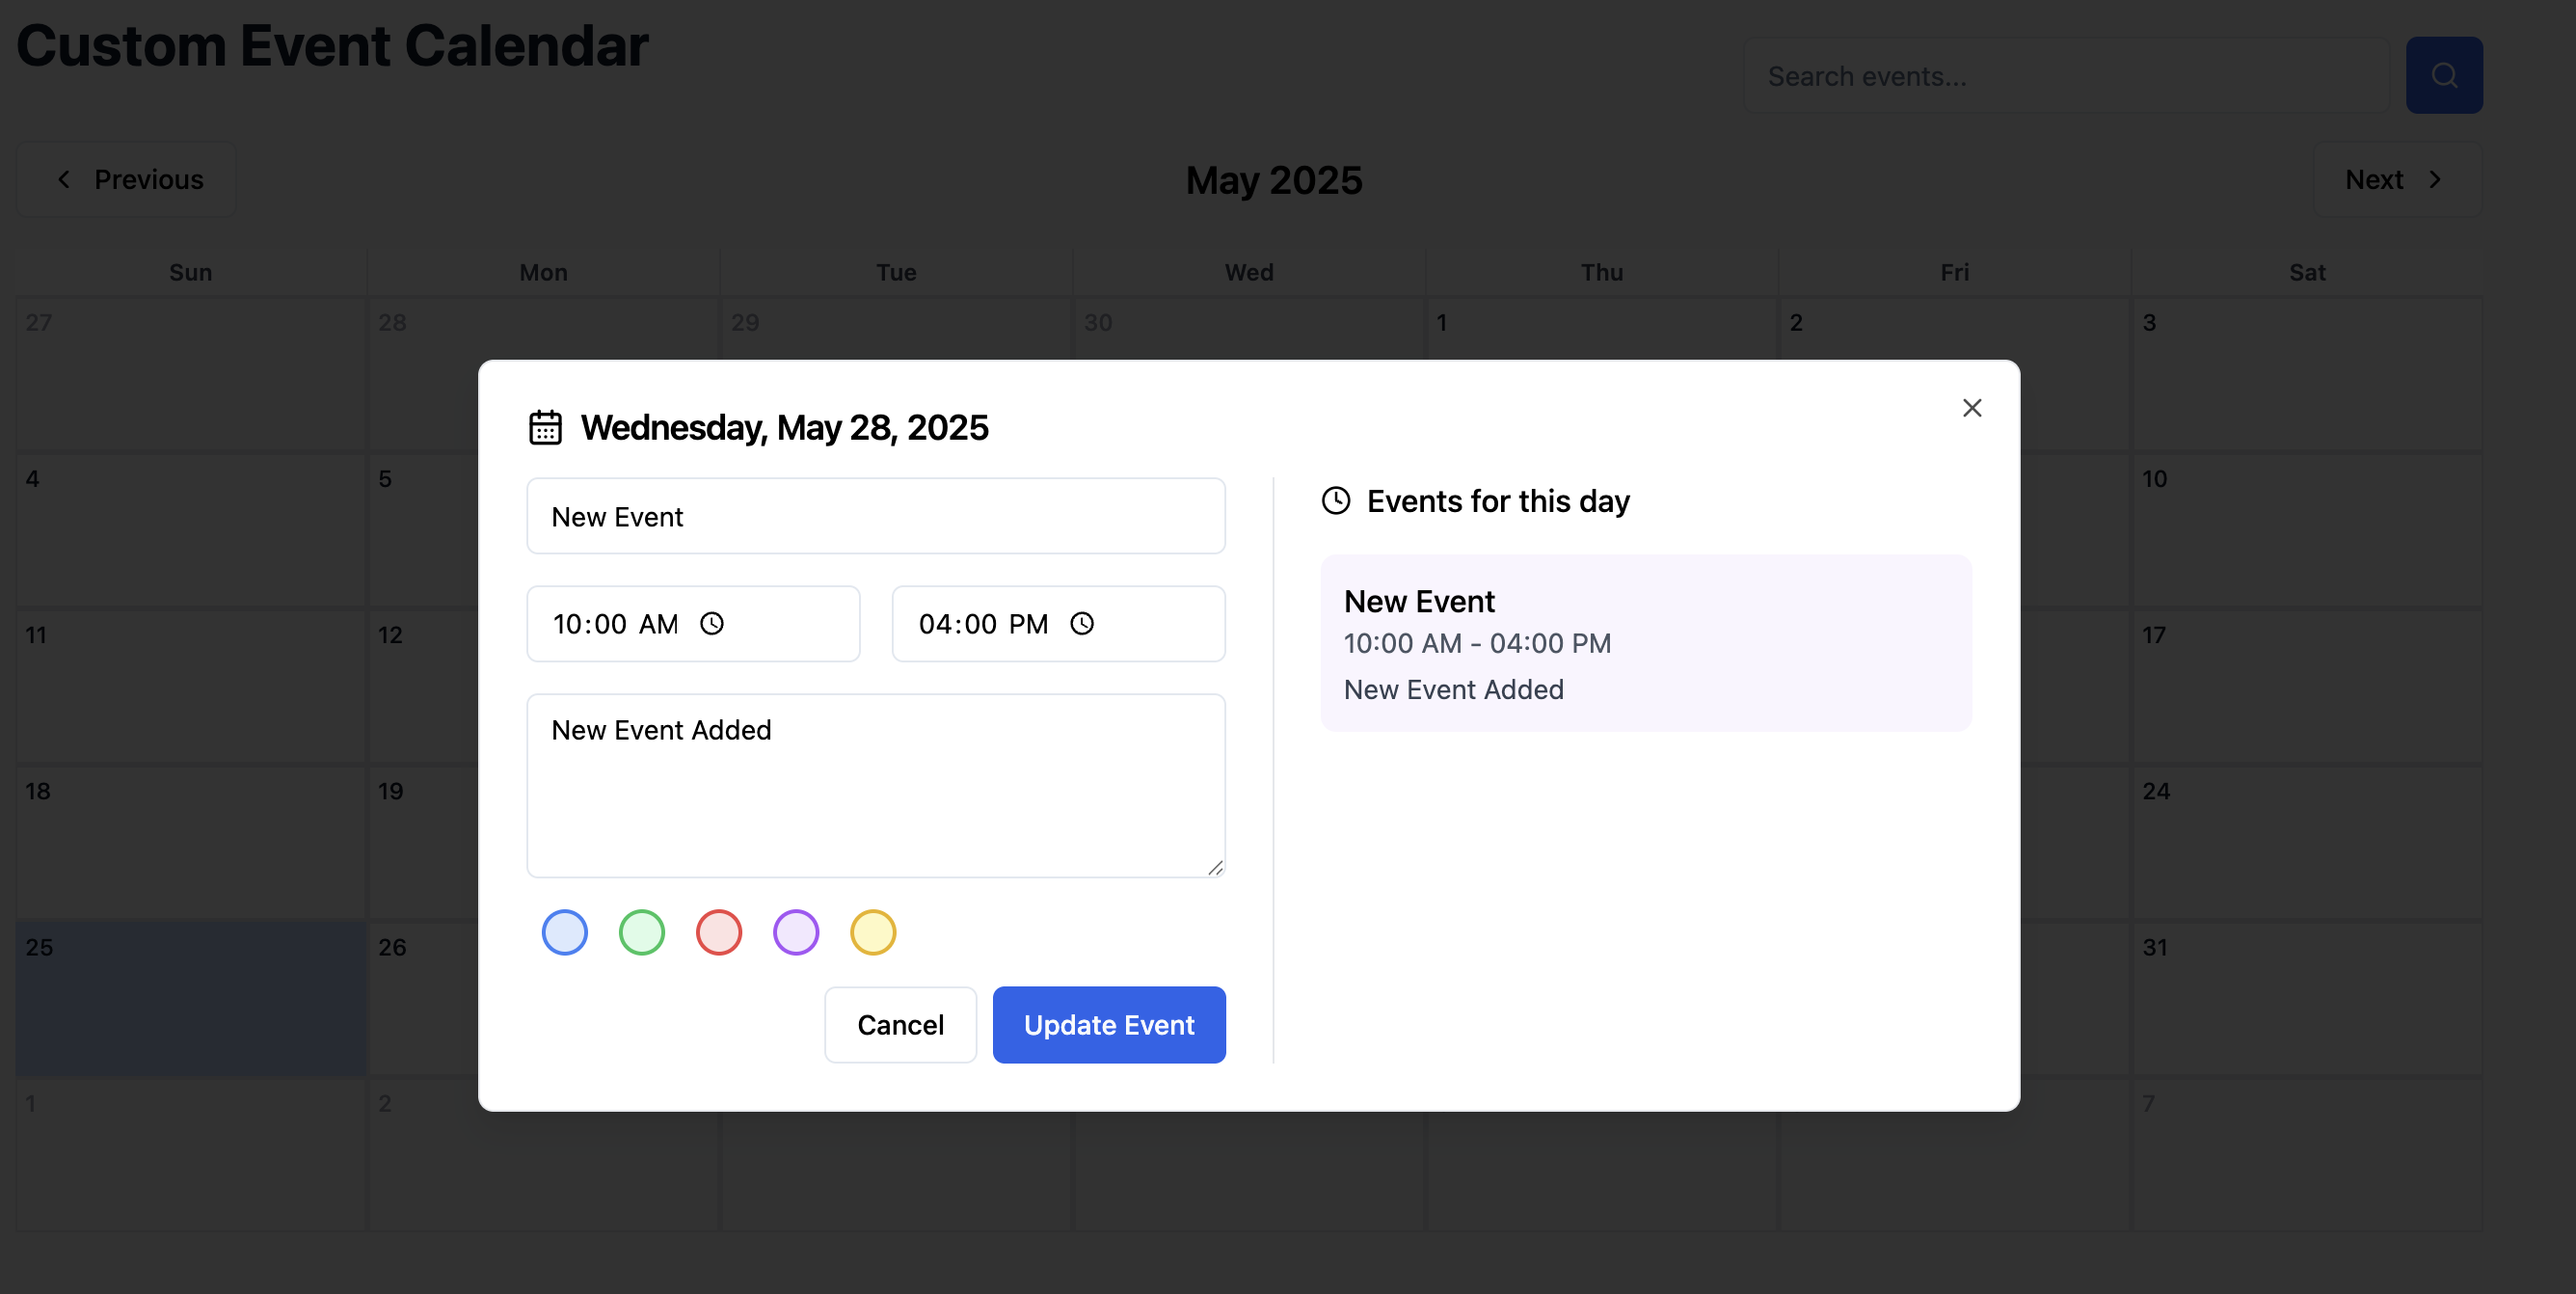 Custom Event Calendar
Search events...
Previous
May 2025
Next
Sun Mon Tue Wed Thu Fri Sat
27 28 29 30 1 2 3
Wednesday, May 28, 2025
4 5 10
New Event
Events for this day
10:00 AM 04:00 PM
New Event
10:00 AM - 04:00 PM
New Event Added
11 12 17
New Event Added
18 19 24
25 26 31
Cancel Update Event
1 2 7